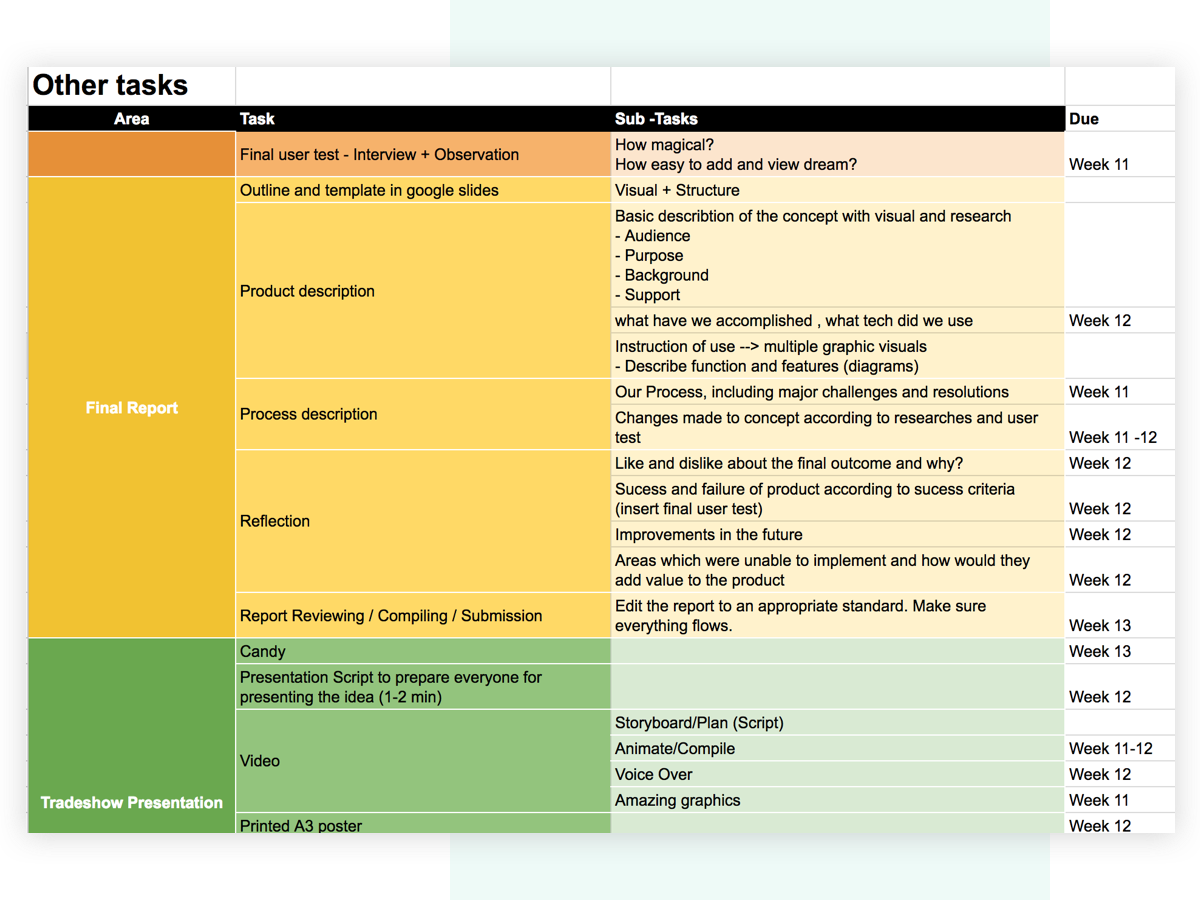 Other tasks
Area Task Sub -Tasks Due
Final user test - Interview + Observation
How magical?
How easy to add and view dream?
Week 11
Final Report
Outline and template in google slides
Visual + Structure
Product description
Basic describtion of the concept with visual and research
- Audience
- Purpose
- Background
- Support
what have we accomplished , what tech did we use
Week 12
Instruction of use --> multiple graphic visuals
- Describe function and features (diagrams)
Process description
Our Process, including major challenges and resolutions
Week 11
Changes made to concept according to researches and user
test
Week 11 -12
Reflection
Like and dislike about the final outcome and why?
Week 12
Sucess and failure of product according to sucess criteria
(insert final user test)
Week 12
Improvements in the future
Week 12
Areas which were unable to implement and how would they
add value to the product
Week 12
Report Reviewing / Compiling / Submission
Edit the report to an appropriate standard. Make sure
everything flows.
Week 13
Tradeshow Presentation
Candy
Week 13
Presentation Script to prepare everyone for
presenting the idea (1-2 min)
Week 12
Video
Storyboard/Plan (Script)
Animate/Compile
Week 11-12
Voice Over
Week 12
Amazing graphics
Week 11
Printed A3 poster
Week 12